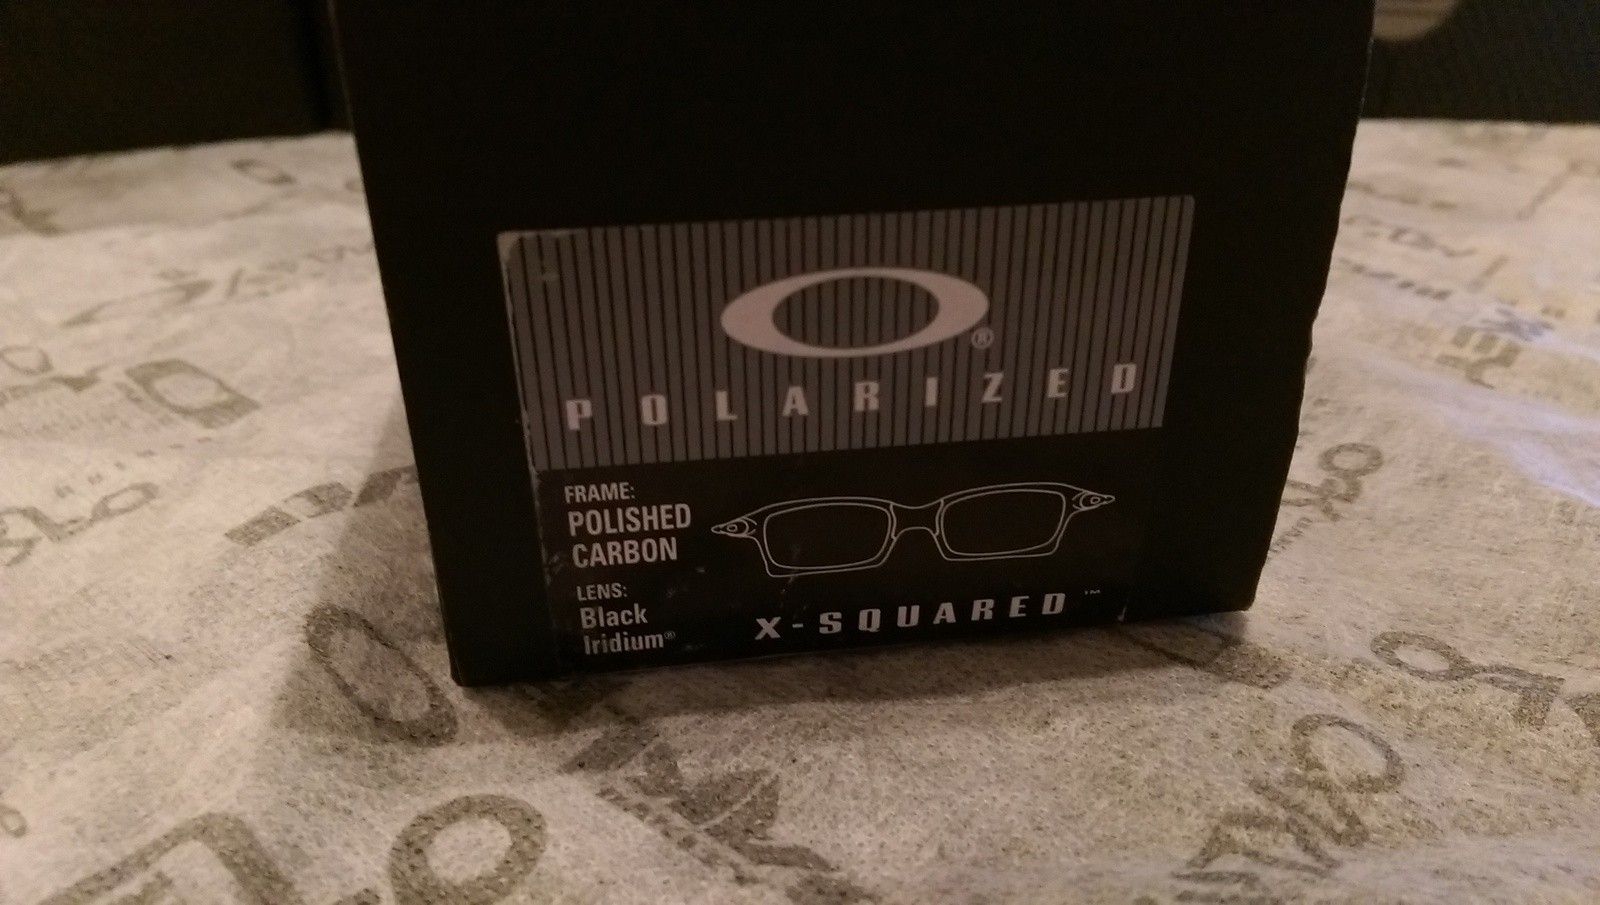 ®
POLARIZED
FRAME:
POLISHED
CARBON
LENS:
Black
Iridium®
X-SQUARED™